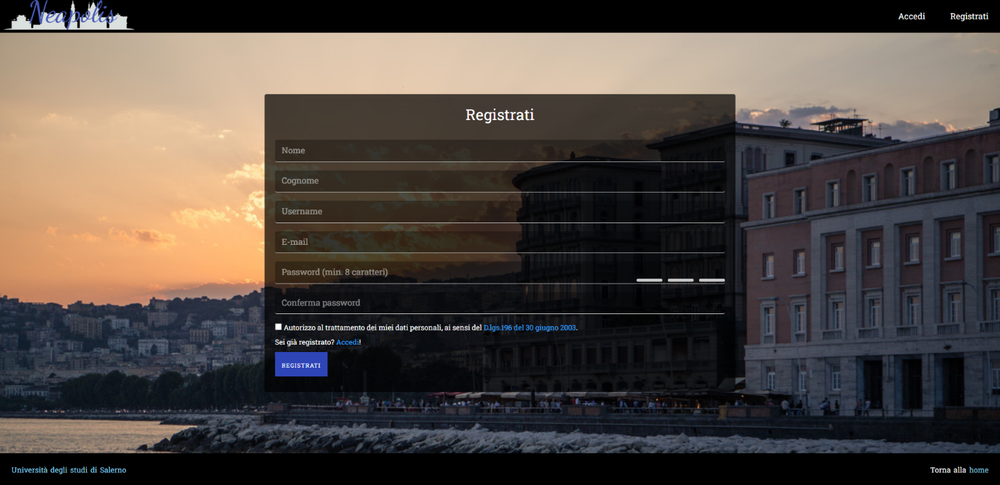 Neapolis
Accedi
Registrati
Registrati
Nome
Cognome
Username
E-mail
Password (min. 8 caratteri)
Conferma password
Autorizzo al trattamento dei miei dati personali, ai sensi del D.lgs.196 del 30 giugno 2003.
Sei già registrato? Accedi!
REGISTRATI
Università degli studi di Salerno
Torna alla home